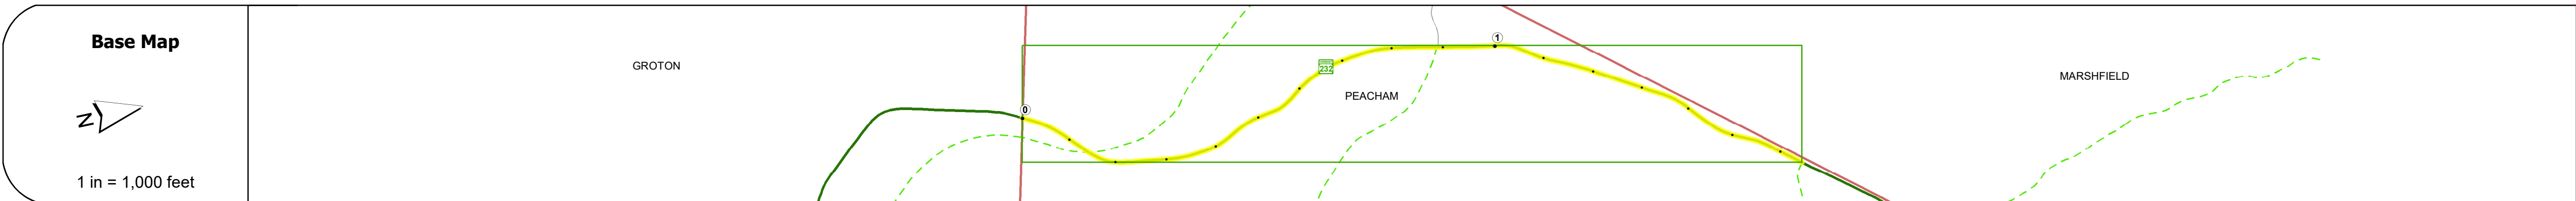 Base Map
N
1 in = 1,000 feet
GROTON
0
232
PEACHAM
1
MARSHFIELD